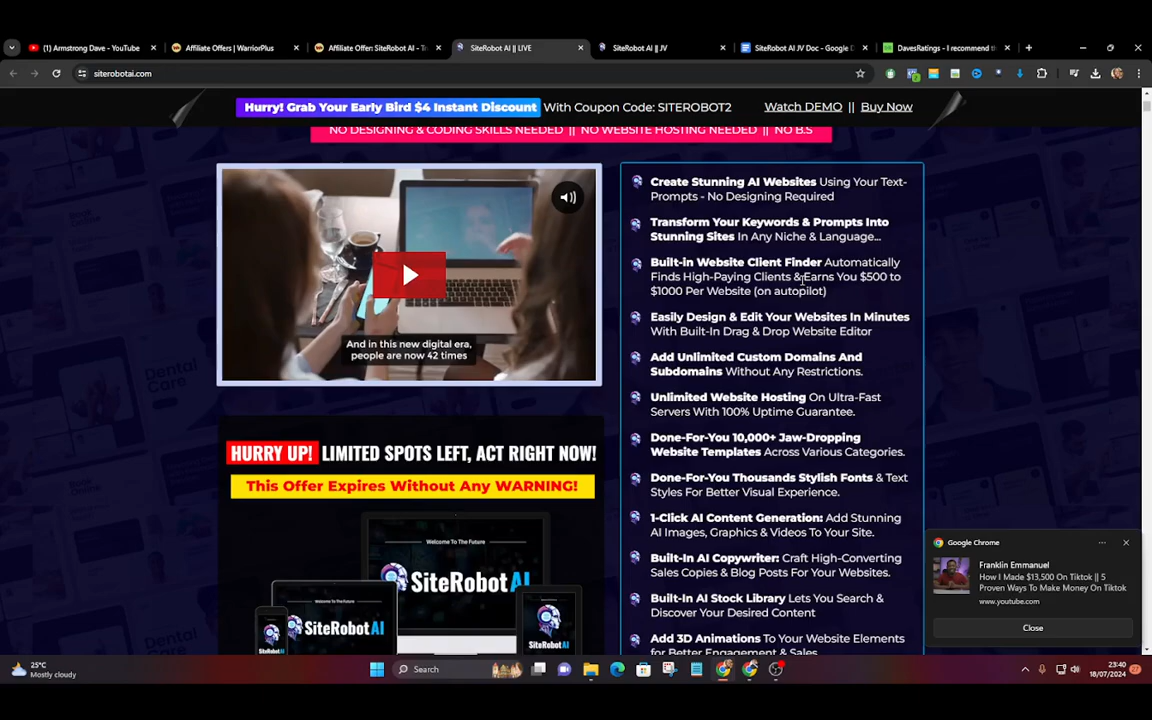 (1) Armstrong Dave - YouTube
Affiliate Offers | WarriorPlus
Affiliate Offer: SiteRobot AI -
SiteRobot AI || LIVE
SiteRobot AI || JV
SiteRobot AI JV Doc - Google D
DavesRatings - I recommend th
siterobotai.com
Hurry! Grab Your Early Bird $4 Instant Discount With Coupon Code: SITEROBOT2
Watch DEMO || Buy Now
NO DESIGNING & CODING SKILLS NEEDED || NO WEBSITE HOSTING NEEDED || NO B.S
And in this new digital era,
people are now 42 times
HURRY UP! LIMITED SPOTS LEFT, ACT RIGHT NOW!
This Offer Expires Without Any WARNING!
Welcome To The Future
SiteRobot AI
Welcome To The Future
SiteRobot AI
SiteRobot AI
Create Stunning AI Websites Using Your Text-
Prompts - No Designing Required
Transform Your Keywords & Prompts Into
Stunning Sites In Any Niche & Language...
Built-in Website Client Finder Automatically
Finds High-Paying Clients & Earns You $500 to
$1000 Per Website (on autopilot)
Easily Design & Edit Your Websites In Minutes
With Built-In Drag & Drop Website Editor
Add Unlimited Custom Domains And
Subdomains Without Any Restrictions.
Unlimited Website Hosting On Ultra-Fast
Servers With 100% Uptime Guarantee.
Done-For-You 10,000+ Jaw-Dropping
Website Templates Across Various Categories.
Done-For-You Thousands Stylish Fonts & Text
Styles For Better Visual Experience.
1-Click AI Content Generation: Add Stunning
AI Images, Graphics & Videos To Your Site.
Built-In AI Copywriter: Craft High-Converting
Sales Copies & Blog Posts For Your Websites.
Built-In AI Stock Library Lets You Search &
Discover Your Desired Content
Add 3D Animations To Your Website Elements
for Better Engagement & Sales
Google Chrome
Franklin Emmanuel
How I Made $13,500 On Tiktok || 5
Proven Ways To Make Money On Tiktok
www.youtube.com
Close
25°C
Mostly cloudy
Search
23:40
18/07/2024